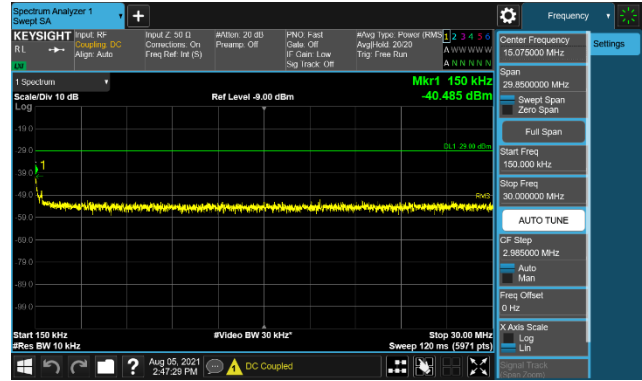 Spectrum Analyzer 1
Swept SA
Frequency
KEYSIGHT Input: RF
RL
Coupling: DC
Align: Auto
Input Z: 50 Ω
Corrections: On
Freq Ref: Int (S)
#Atten: 20 dB
Preamp: Off
PNO: Fast
Gate: Off
IF Gain: Low
Sig Track: Off
#Avg Type: Power (RMS
Avg|Hold: 20/20
Trig: Free Run
1 2 3 4 5 6
A W W W W W
A N N N N N
LW
1 Spectrum
Scale/Div 10 dB
Log
Ref Level -9.00 dBm
Mkr1 150 kHz
-40.485 dBm
-19.0
-29.0
-39.0
-49.0
-59.0
-69.0
-79.0
-89.0
-99.0
DL1 -29.00 dBm
1
RMS
Start 150 kHz
#Res BW 10 kHz
#Video BW 30 kHz*
Stop 30.00 MHz
Sweep 120 ms (5971 pts)
Center Frequency
15.075000 MHz
Settings
Span
29.8500000 MHz
Swept Span
Zero Span
Full Span
Start Freq
150.000 kHz
Stop Freq
30.000000 MHz
AUTO TUNE
CF Step
2.985000 MHz
Auto
Man
Freq Offset
0 Hz
X Axis Scale
Log
Lin
Signal Track
(Span Zoom)
?
Aug 05, 2021
2:47:29 PM
DC Coupled